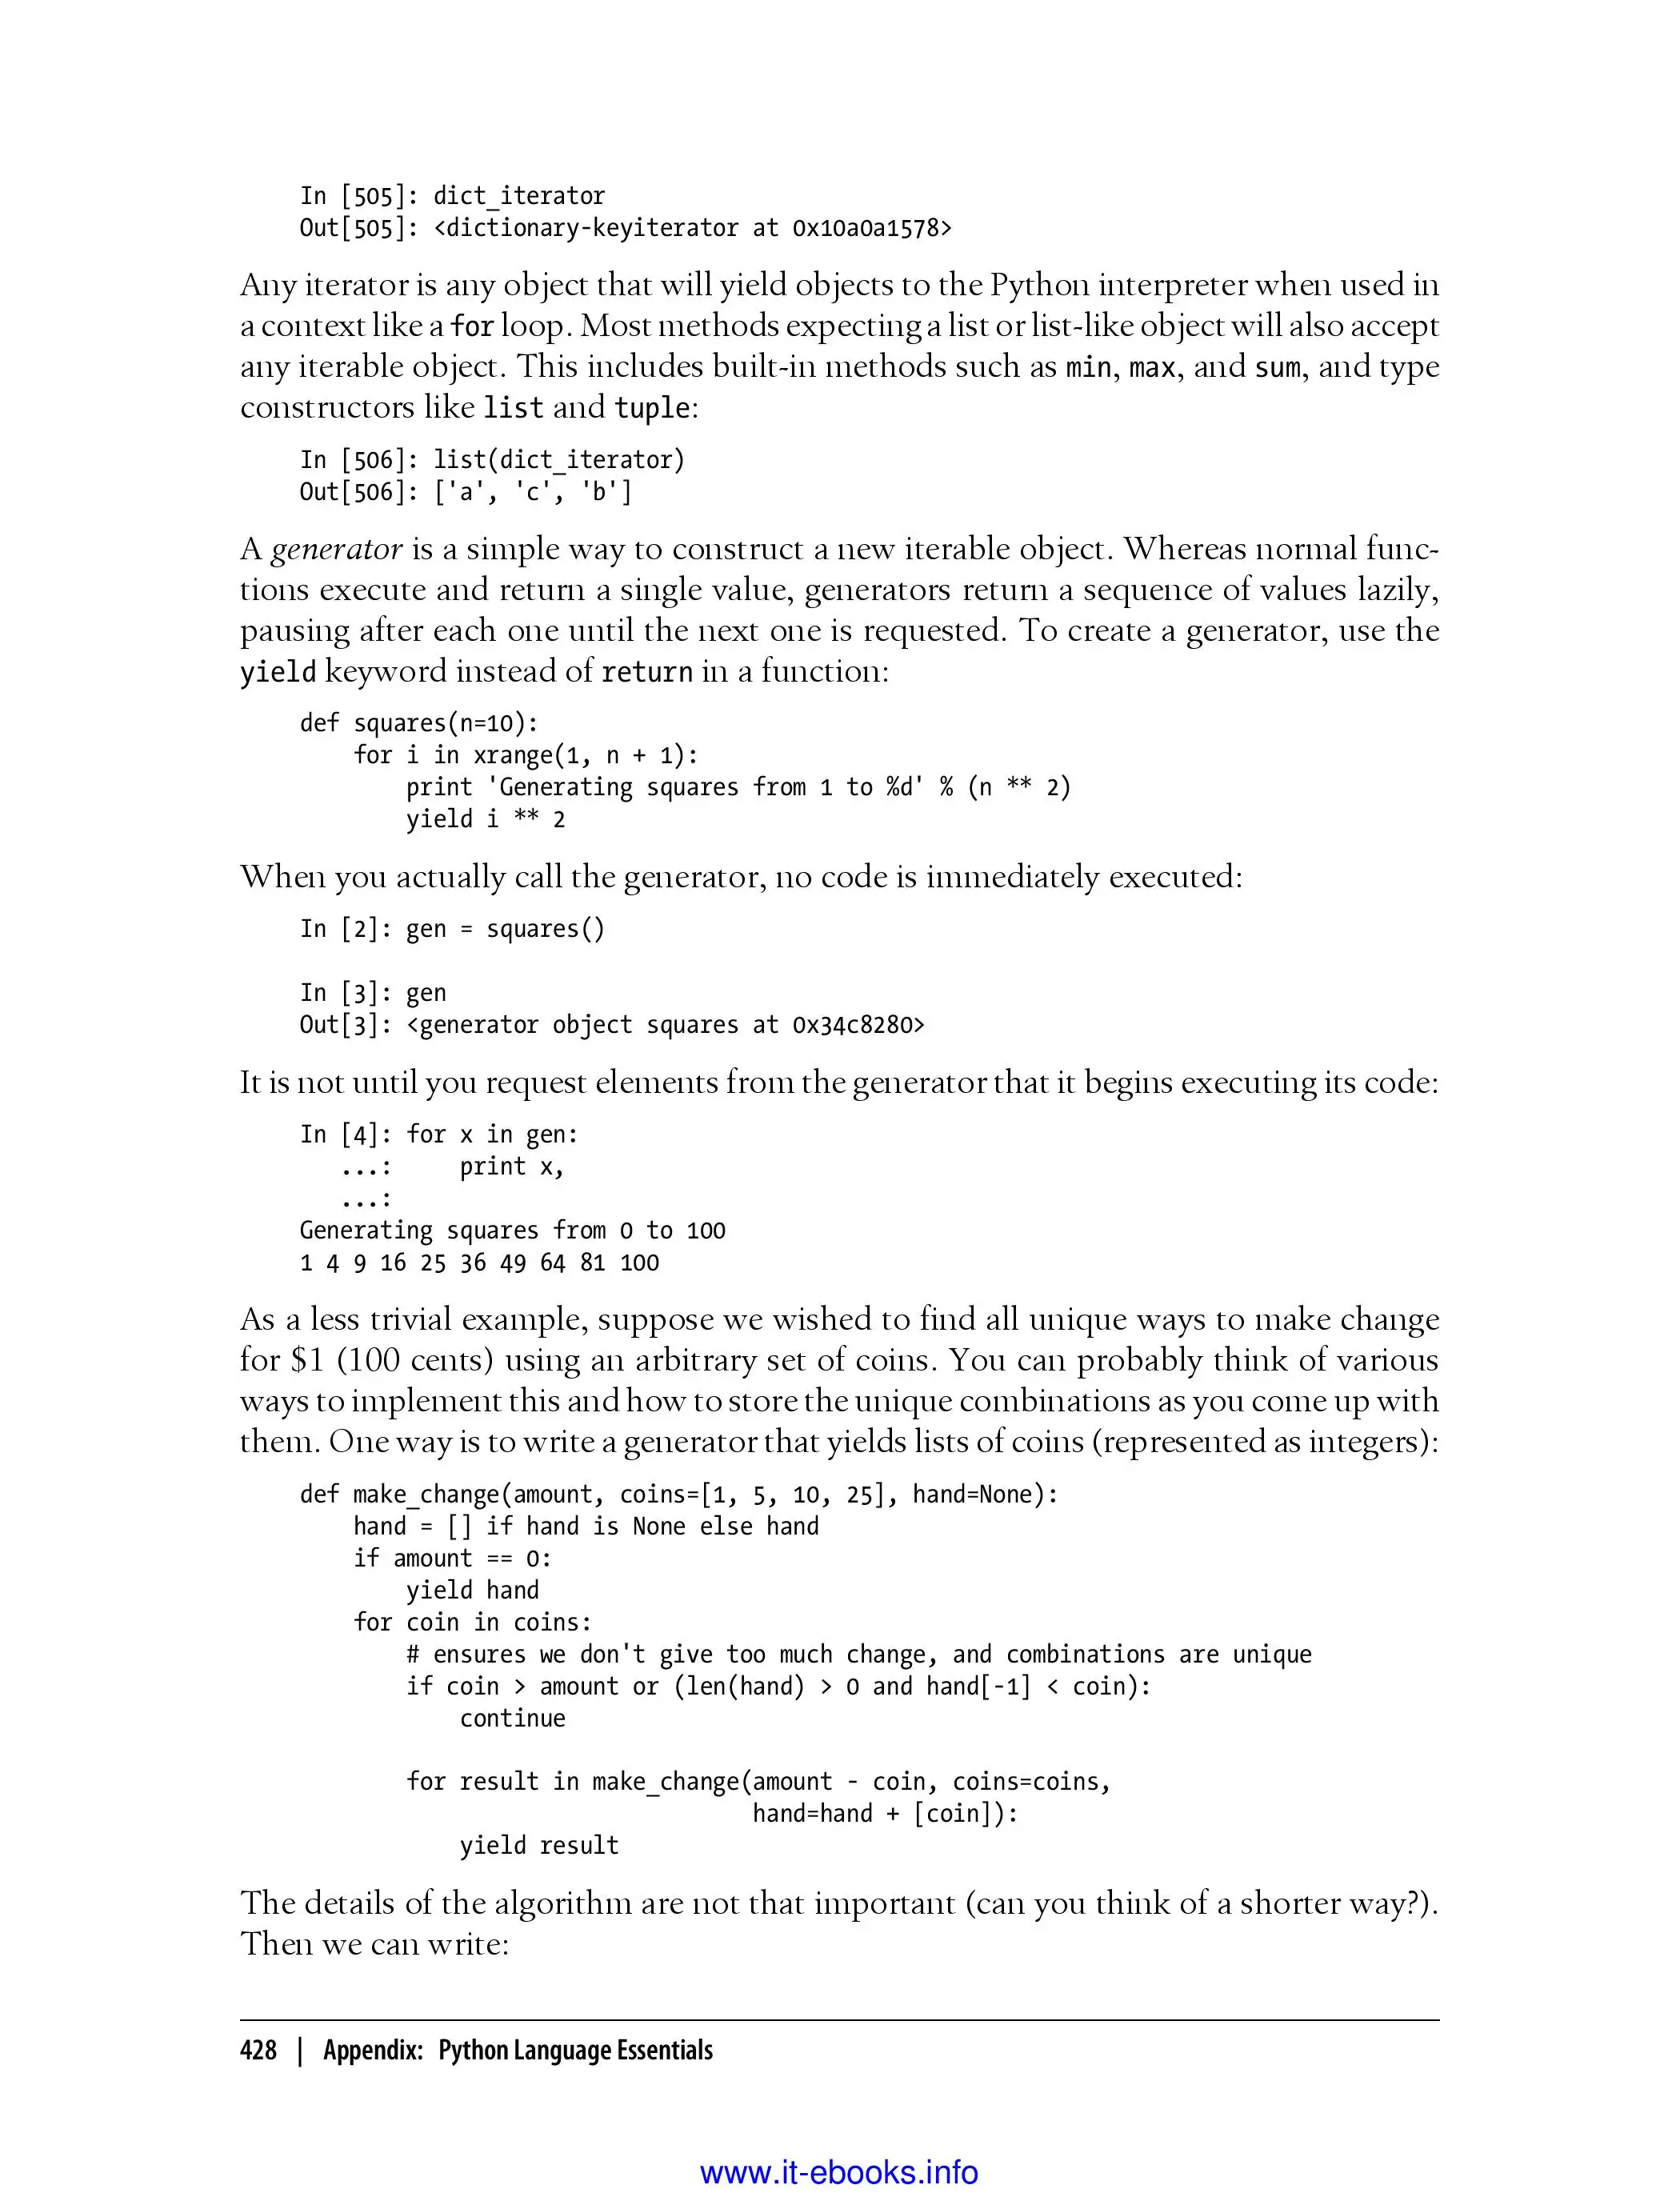 In [505]: dict_iterator
Out[505]: <dictionary-keyiterator at 0x10a0a1578>
Any iterator is any object that will yield objects to the Python interpreter when used in
a context like a for loop. Most methods expecting a list or list-like object will also accept
any iterable object. This includes built-in methods such as min, max, and sum, and type
constructors like list and tuple:
In [506]: list(dict_iterator)
Out[506]: ['a', 'c', 'b']
A generator is a simple way to construct a new iterable object. Whereas normal func-
tions execute and return a single value, generators return a sequence of values lazily,
pausing after each one until the next one is requested. To create a generator, use the
yield keyword instead of return in a function:
def squares(n=10):
    for i in xrange(1, n + 1):
        print 'Generating squares from 1 to %d' % (n ** 2)
        yield i ** 2
When you actually call the generator, no code is immediately executed:
In [2]: gen = squares()
In [3]: gen
Out[3]: <generator object squares at 0x34c8280>
It is not until you request elements from the generator that it begins executing its code:
In [4]: for x in gen:
   ...:     print x,
   ...:
Generating squares from 0 to 100
1 4 9 16 25 36 49 64 81 100
As a less trivial example, suppose we wished to find all unique ways to make change
for $1 (100 cents) using an arbitrary set of coins. You can probably think of various
ways to implement this and how to store the unique combinations as you come up with
them. One way is to write a generator that yields lists of coins (represented as integers):
def make_change(amount, coins=[1, 5, 10, 25], hand=None):
    hand = [] if hand is None else hand
    if amount == 0:
        yield hand
    for coin in coins:
        # ensures we don't give too much change, and combinations are unique
        if coin > amount or (len(hand) > 0 and hand[-1] < coin):
            continue
        for result in make_change(amount - coin, coins=coins,
                                  hand=hand + [coin]):
            yield result
The details of the algorithm are not that important (can you think of a shorter way?).
Then we can write:
428 | Appendix: Python Language Essentials
www.it-ebooks.info